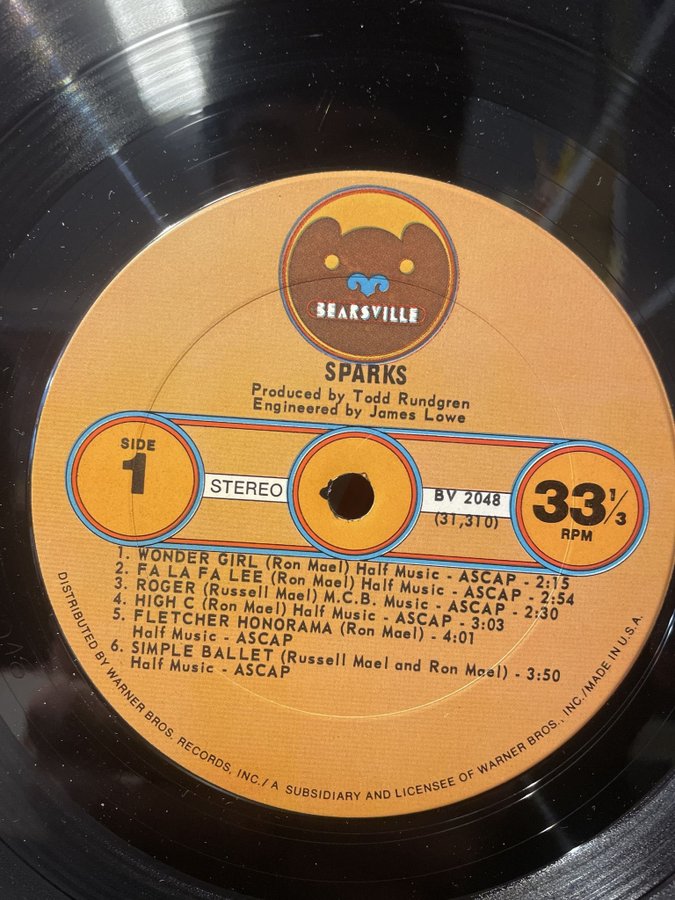 BEARSVILLE
SPARKS
Produced by Todd Rundgren
Engineered by James Lowe
SIDE
1
STEREO
BV 2048
(31,310)
33 1/3
RPM
1. WONDER GIRL (Ron Mael) Half Music - ASCAP - 2:15
2. FA LA FA LEE (Ron Mael) Half Music - ASCAP - 2:54
3. ROGER (Russell Mael) M.C.B. Music - ASCAP - 2:30
4. HIGH C (Ron Mael) Half Music - ASCAP - 3:03
5. FLETCHER HONORAMA (Ron Mael) - 4:01
Half Music - ASCAP
6. SIMPLE BALLET (Russell Mael and Ron Mael) - 3:50
Half Music - ASCAP
DISTRIBUTED BY WARNER BROS. RECORDS, INC./A SUBSIDIARY AND LICENSEE OF WARNER BROS., INC./MADE IN U.S.A.